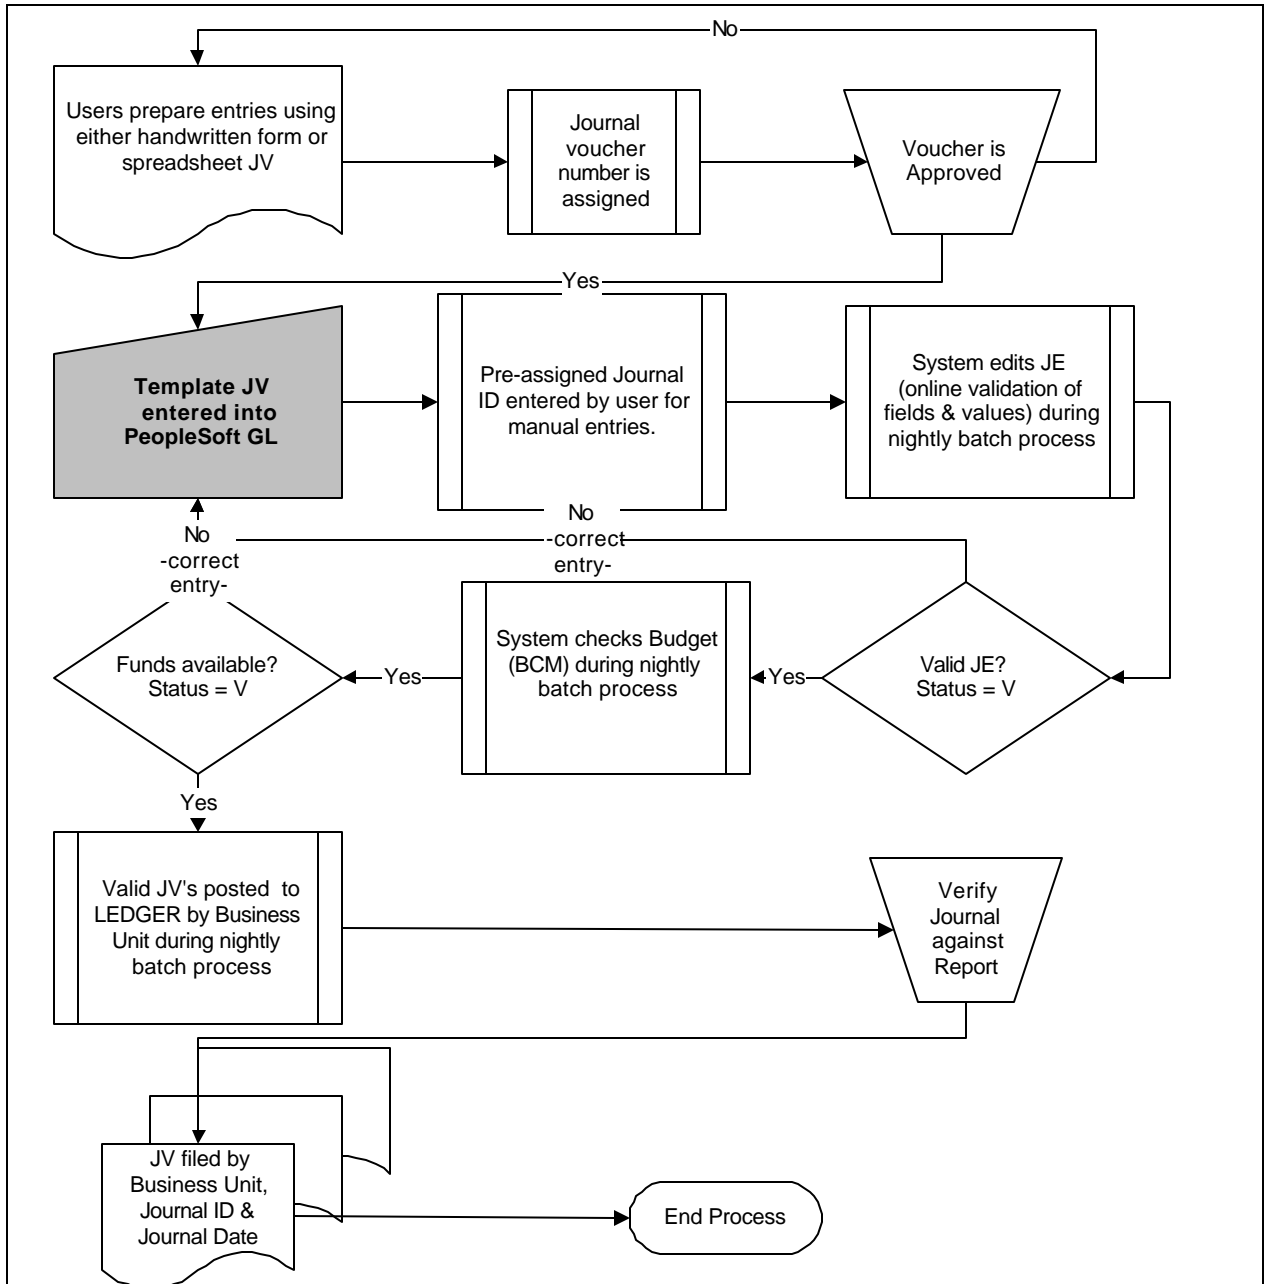 No
Users prepare entries using
either handwritten form or
spreadsheet JV
Journal
voucher
number is
assigned
Voucher is
Approved
Yes
Template JV
entered into
PeopleSoft GL
Pre-assigned Journal
ID entered by user for
manual entries.
System edits JE
(online validation of
fields & values) during
nightly batch process
No
-correct
entry-
No
-correct
entry-
Funds available?
Status = V
Yes
System checks Budget
(BCM) during nightly
batch process
Yes
Valid JE?
Status = V
Yes
Valid JV's posted to
LEDGER by Business
Unit during nightly
batch process
Verify
Journal
against
Report
JV filed by
Business Unit,
Journal ID &
Journal Date
End Process